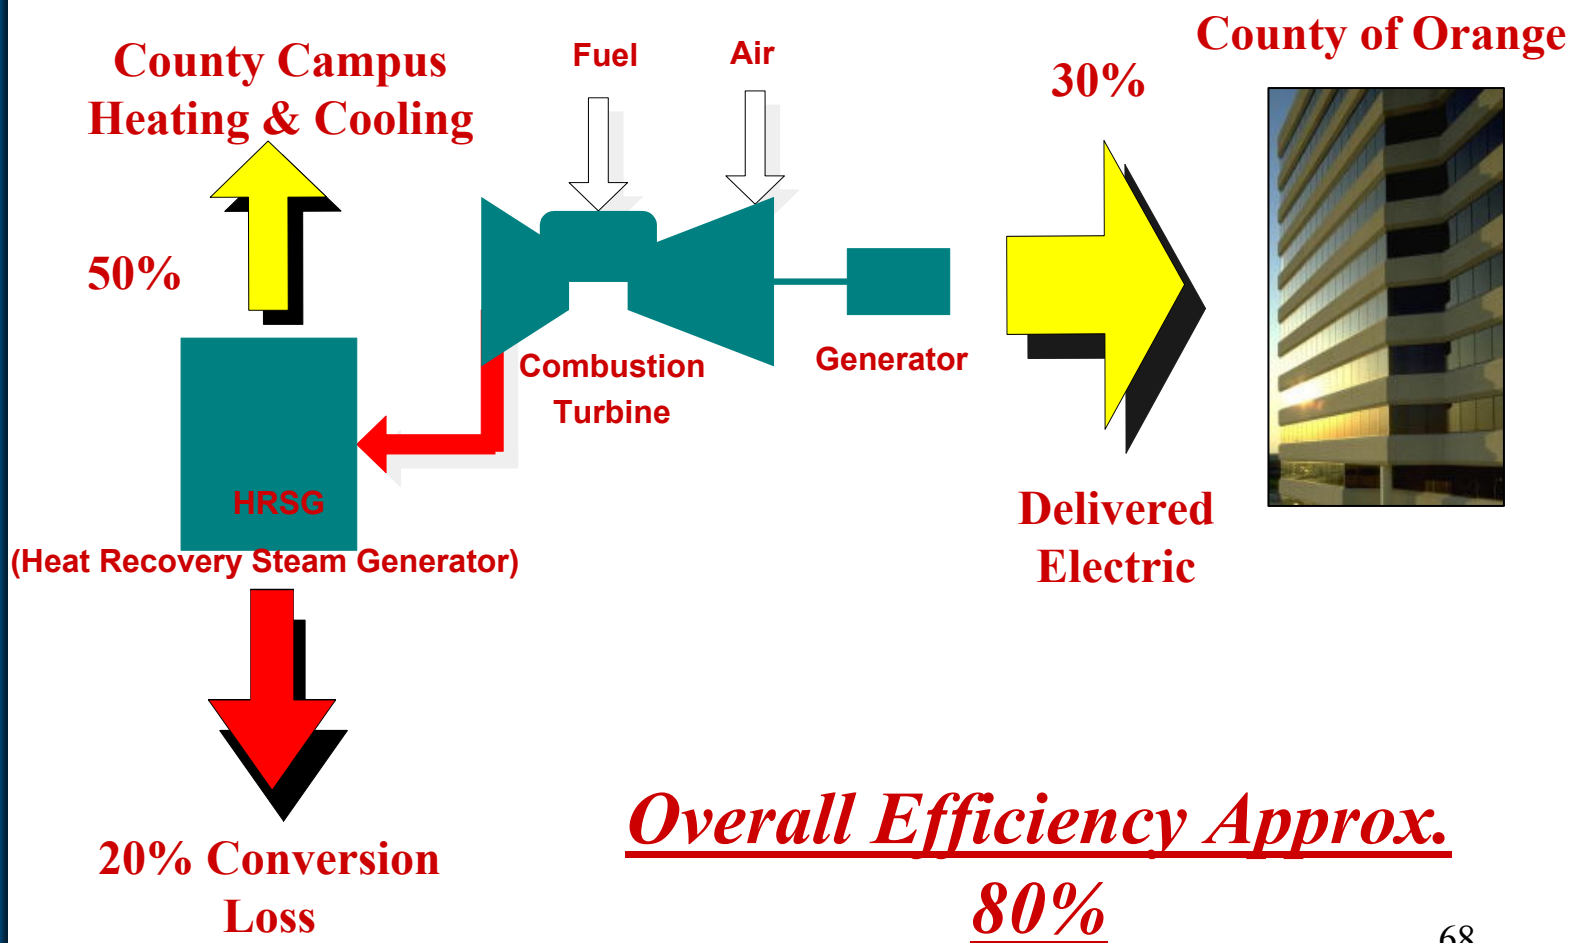 County of Orange
County Campus
Heating & Cooling
Fuel
Air
30%
50%
Combustion
Turbine
Generator
HRSG
(Heat Recovery Steam Generator)
Delivered
Electric
20% Conversion
Loss
Overall Efficiency Approx.
80%
68